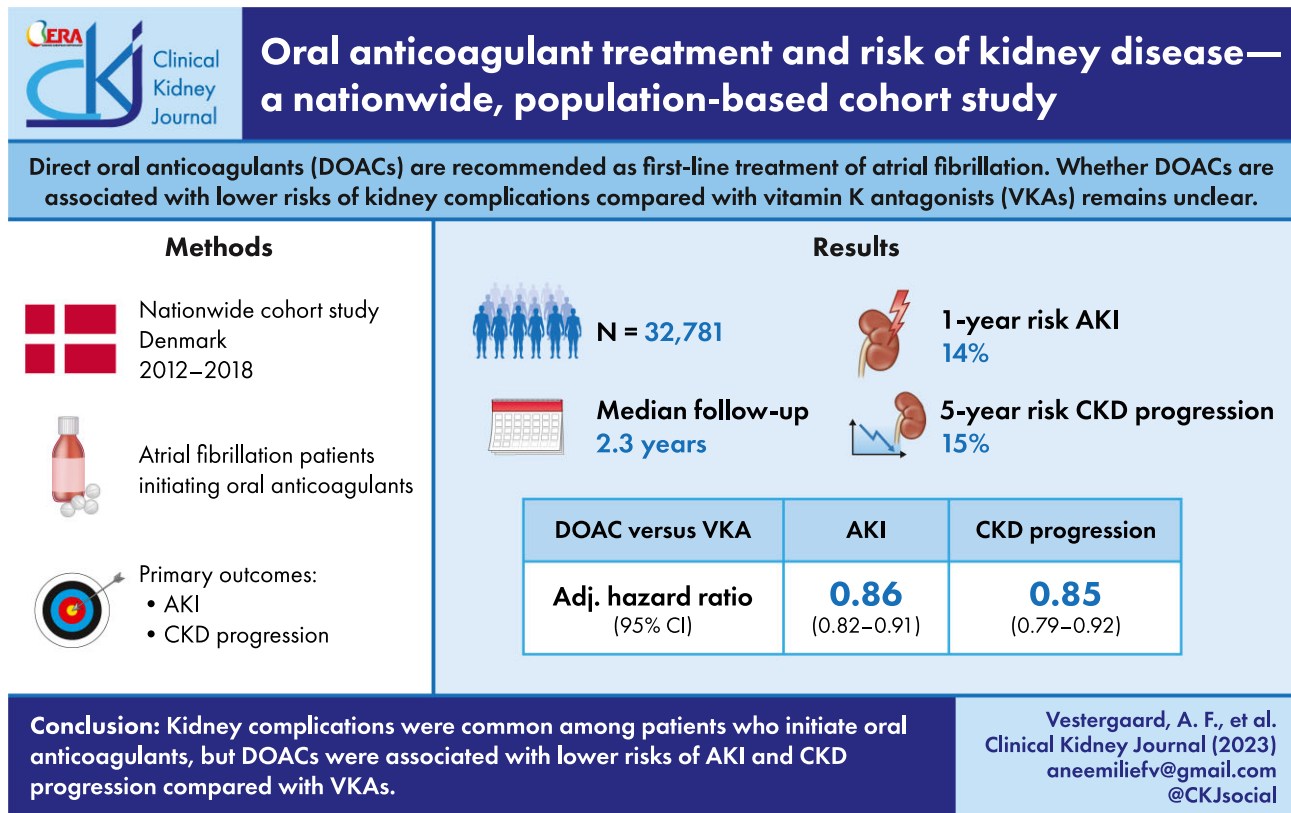 ERA
Clinical
Kidney
Journal
Oral anticoagulant treatment and risk of kidney disease—
a nationwide, population-based cohort study
Direct oral anticoagulants (DOACs) are recommended as first-line treatment of atrial fibrillation. Whether DOACs are
associated with lower risks of kidney complications compared with vitamin K antagonists (VKAs) remains unclear.
Methods
Nationwide cohort study
Denmark
2012–2018
Atrial fibrillation patients
initiating oral anticoagulants
Primary outcomes:
• AKI
• CKD progression
Results
N = 32,781
1-year risk AKI
14%
Median follow-up
2.3 years
5-year risk CKD progression
15%
DOAC versus VKA AKI CKD progression
Adj. hazard ratio 0.86 0.85
(95% CI) (0.82–0.91) (0.79–0.92)
Conclusion: Kidney complications were common among patients who initiate oral
anticoagulants, but DOACs were associated with lower risks of AKI and CKD
progression compared with VKAs.
Vestergaard, A. F., et al.
Clinical Kidney Journal (2023)
aneemiliefv@gmail.com
@CKJsocial